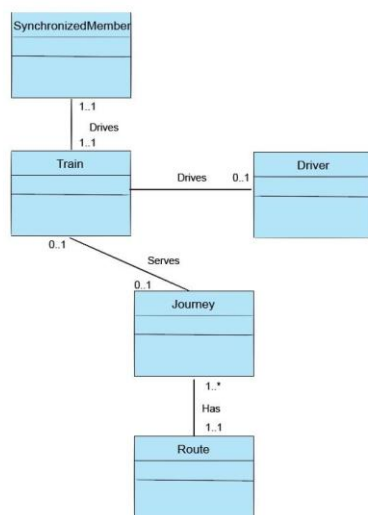 SynchronizedMember
1..1
Drives
1..1
Train
Drives
0..1
Driver
0..1
Serves
0..1
Journey
1..*
Has
1..1
Route